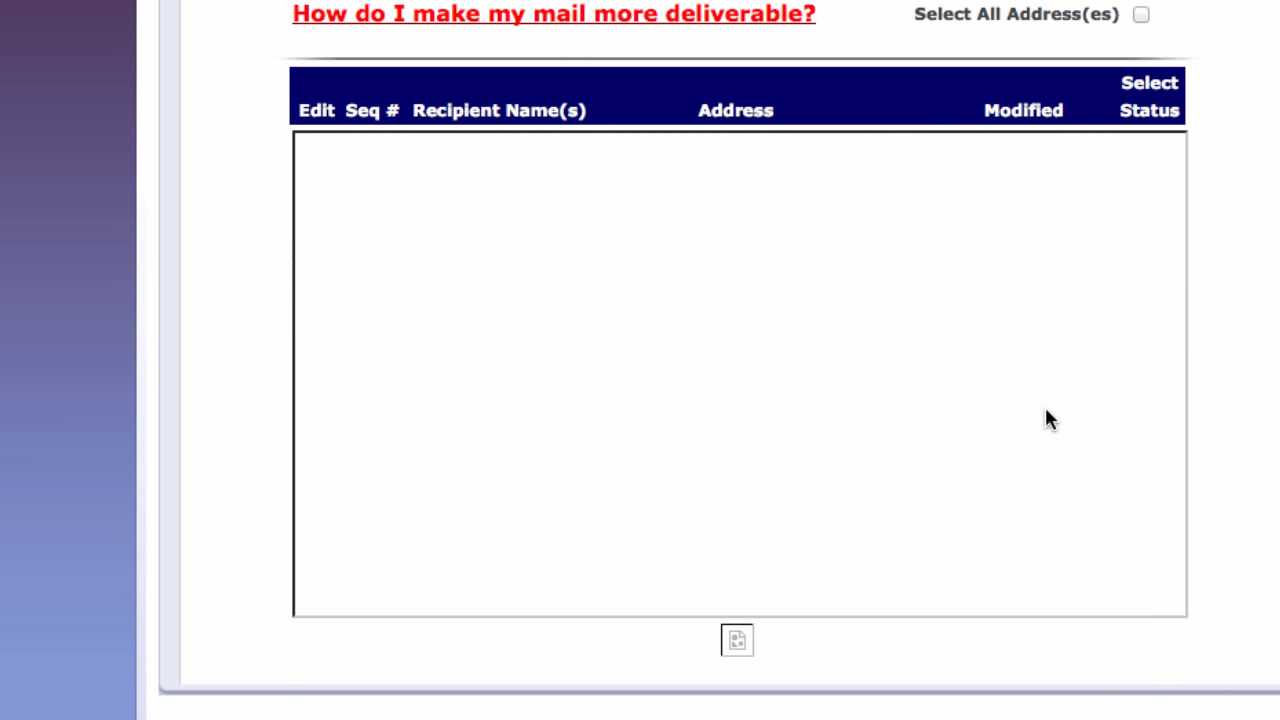 How do I make my mail more deliverable? Select All Address(es)
Select
Edit Seq # Recipient Name(s) Address Modified Status